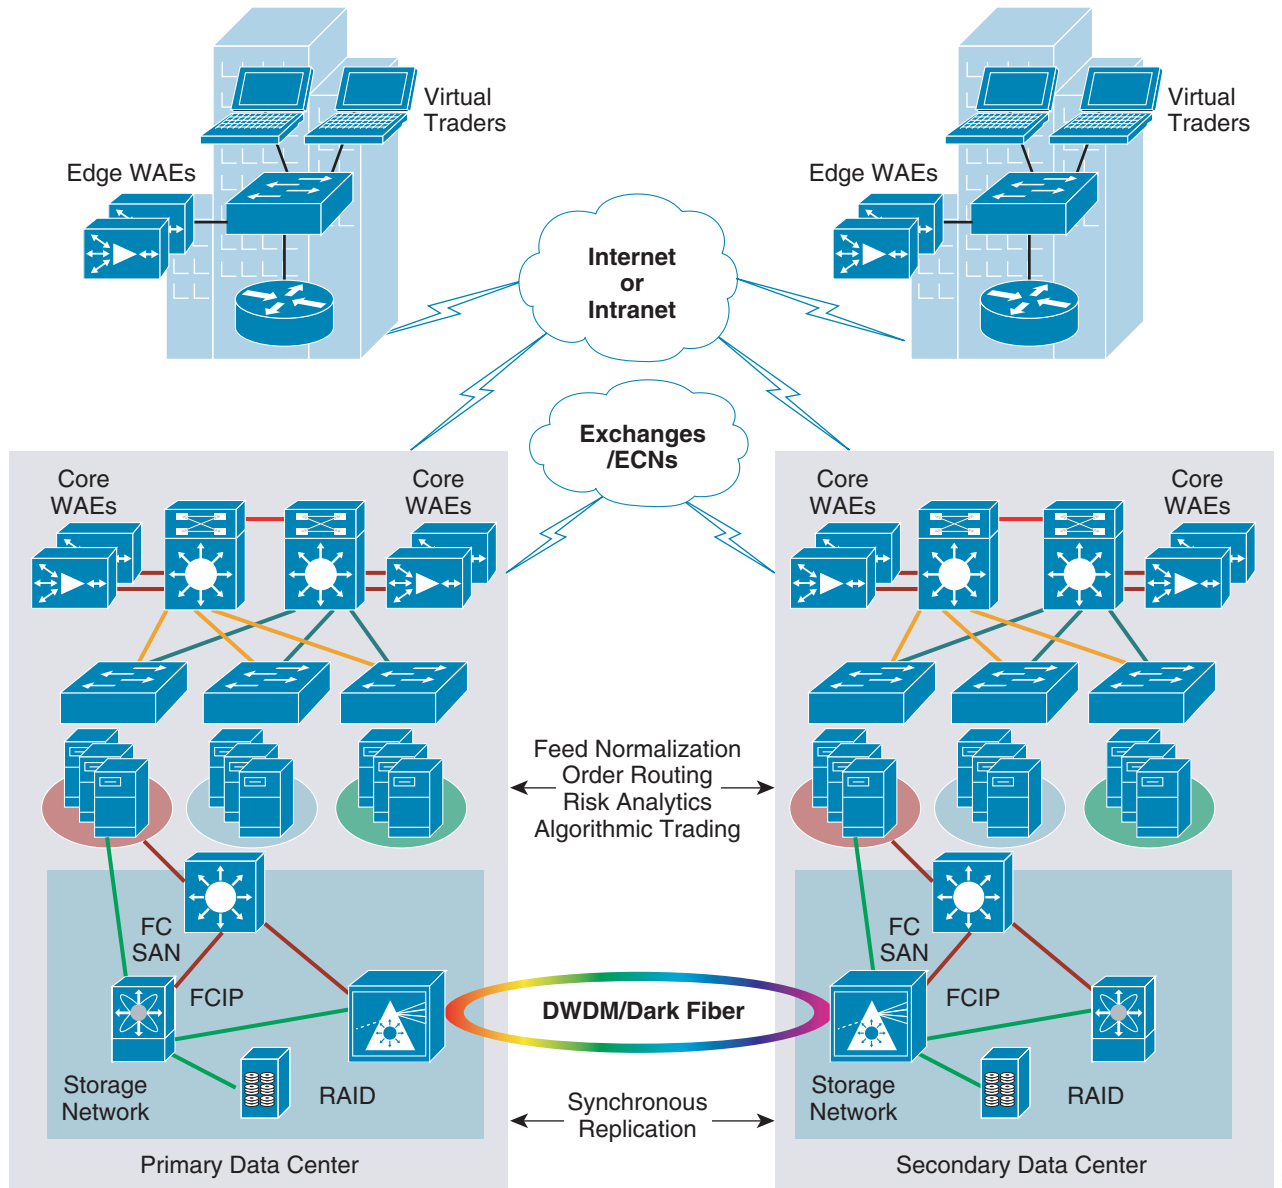 Virtual
Traders
Virtual
Traders
Edge WAEs
Edge WAEs
Internet
or
Intranet
Exchanges
/ECNs
Core
WAEs
Core
WAEs
Core
WAEs
Core
WAEs
Feed Normalization
Order Routing
Risk Analytics
Algorithmic Trading
FC
SAN
FCIP
FC
SAN
FCIP
DWDM/Dark Fiber
Storage
Network
RAID
Storage
Network
RAID
Synchronous
Replication
Primary Data Center
Secondary Data Center